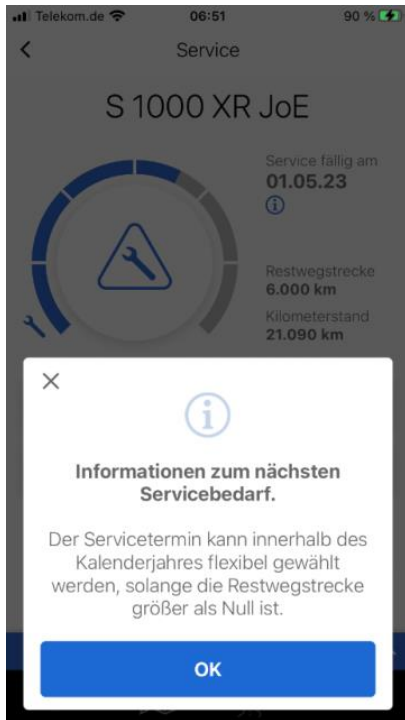 Telekom.de 06:51 90 %
Service
S 1000 XR JoE
Service fällig am
01.05.23
Restwegstrecke
6.000 km
Kilometerstand
21.090 km
Informationen zum nächsten
Servicebedarf.
Der Servicetermin kann innerhalb des
Kalenderjahres flexibel gewählt
werden, solange die Restwegstrecke
größer als Null ist.
OK